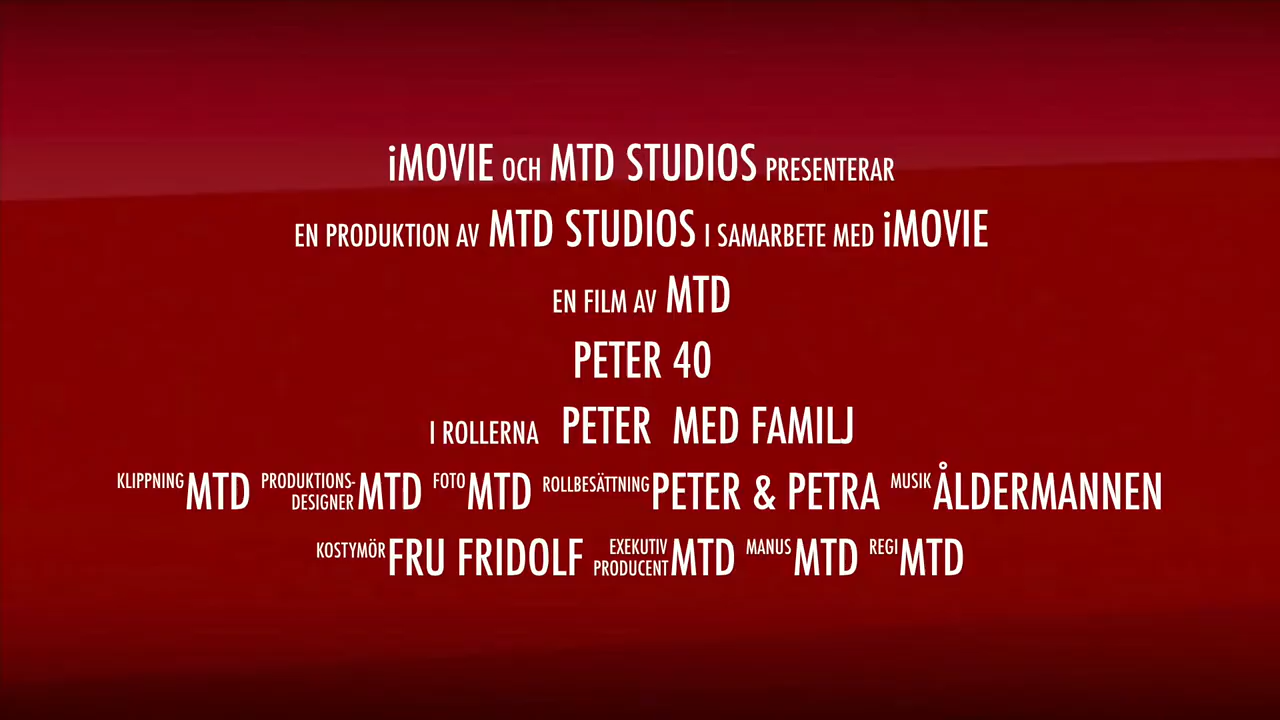 iMOVIE OCH MTD STUDIOS PRESENTERAR
EN PRODUKTION AV MTD STUDIOS I SAMARBETE MED iMOVIE
EN FILM AV MTD
PETER 40
I ROLLERNA PETER MED FAMILJ
KLIPPNING MTD PRODUKTIONS-DESIGNER MTD FOTO MTD ROLLBESÄTTNING PETER & PETRA MUSIK ÅLDERMANNEN
KOSTYMÖR FRU FRIDOLF EXEKUTIV PRODUCENT MTD MANUS MTD REGI MTD